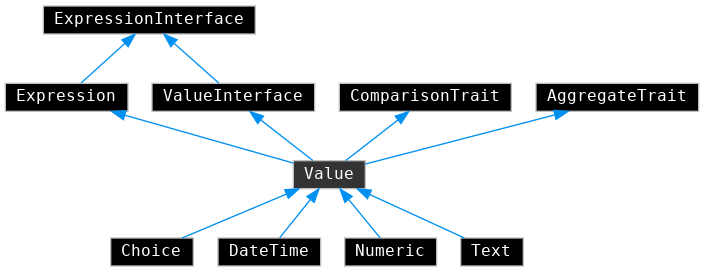 ExpressionInterface
Expression
ValueInterface
ComparisonTrait
AggregateTrait
Value
Choice
DateTime
Numeric
Text